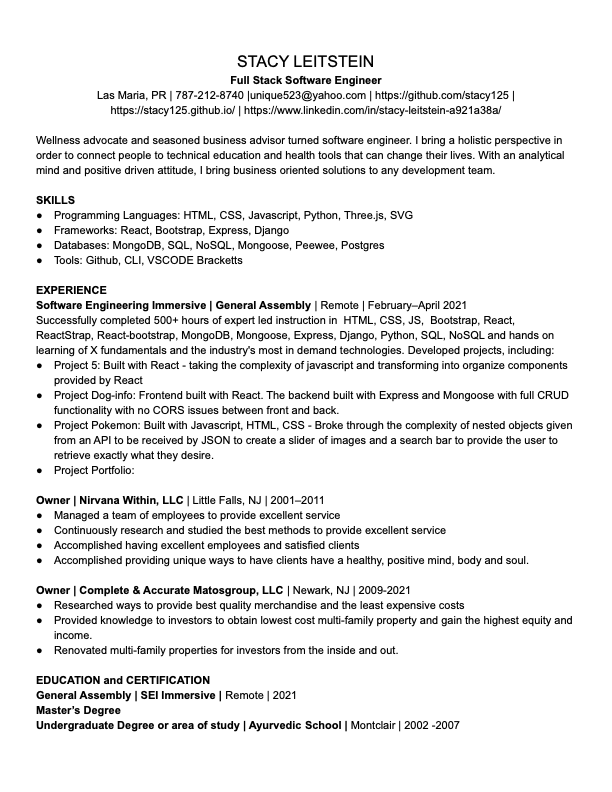 STACY LEITSTEIN
Full Stack Software Engineer
Las Maria, PR | 787-212-8740 |unique523@yahoo.com | https://github.com/stacy125 |
https://stacy125.github.io/ | https://www.linkedin.com/in/stacy-leitstein-a921a38a/
Wellness advocate and seasoned business advisor turned software engineer. I bring a holistic perspective in
order to connect people to technical education and health tools that can change their lives. With an analytical
mind and positive driven attitude, I bring business oriented solutions to any development team.
SKILLS
● Programming Languages: HTML, CSS, Javascript, Python, Three.js, SVG
● Frameworks: React, Bootstrap, Express, Django
● Databases: MongoDB, SQL, NoSQL, Mongoose, Peewee, Postgres
● Tools: Github, CLI, VSCODE Bracketts
EXPERIENCE
Software Engineering Immersive | General Assembly | Remote | February–April 2021
Successfully completed 500+ hours of expert led instruction in  HTML, CSS, JS,  Bootstrap, React,
ReactStrap, React-bootstrap, MongoDB, Mongoose, Express, Django, Python, SQL, NoSQL and hands on
learning of X fundamentals and the industry's most in demand technologies. Developed projects, including:
● Project 5: Built with React - taking the complexity of javascript and transforming into organize components
provided by React
● Project Dog-info: Frontend built with React. The backend built with Express and Mongoose with full CRUD
functionality with no CORS issues between front and back.
● Project Pokemon: Built with Javascript, HTML, CSS - Broke through the complexity of nested objects given
from an API to be received by JSON to create a slider of images and a search bar to provide the user to
retrieve exactly what they desire.
● Project Portfolio:
Owner | Nirvana Within, LLC | Little Falls, NJ | 2001–2011
● Managed a team of employees to provide excellent service
● Continuously research and studied the best methods to provide excellent service
● Accomplished having excellent employees and satisfied clients
● Accomplished providing unique ways to have clients have a healthy, positive mind, body and soul.
Owner | Complete & Accurate Matosgroup, LLC | Newark, NJ | 2009-2021
● Researched ways to provide best quality merchandise and the least expensive costs
● Provided knowledge to investors to obtain lowest cost multi-family property and gain the highest equity and
income.
● Renovated multi-family properties for investors from the inside and out.
EDUCATION and CERTIFICATION
General Assembly | SEI Immersive | Remote | 2021
Master’s Degree
Undergraduate Degree or area of study | Ayurvedic School | Montclair | 2002 -2007